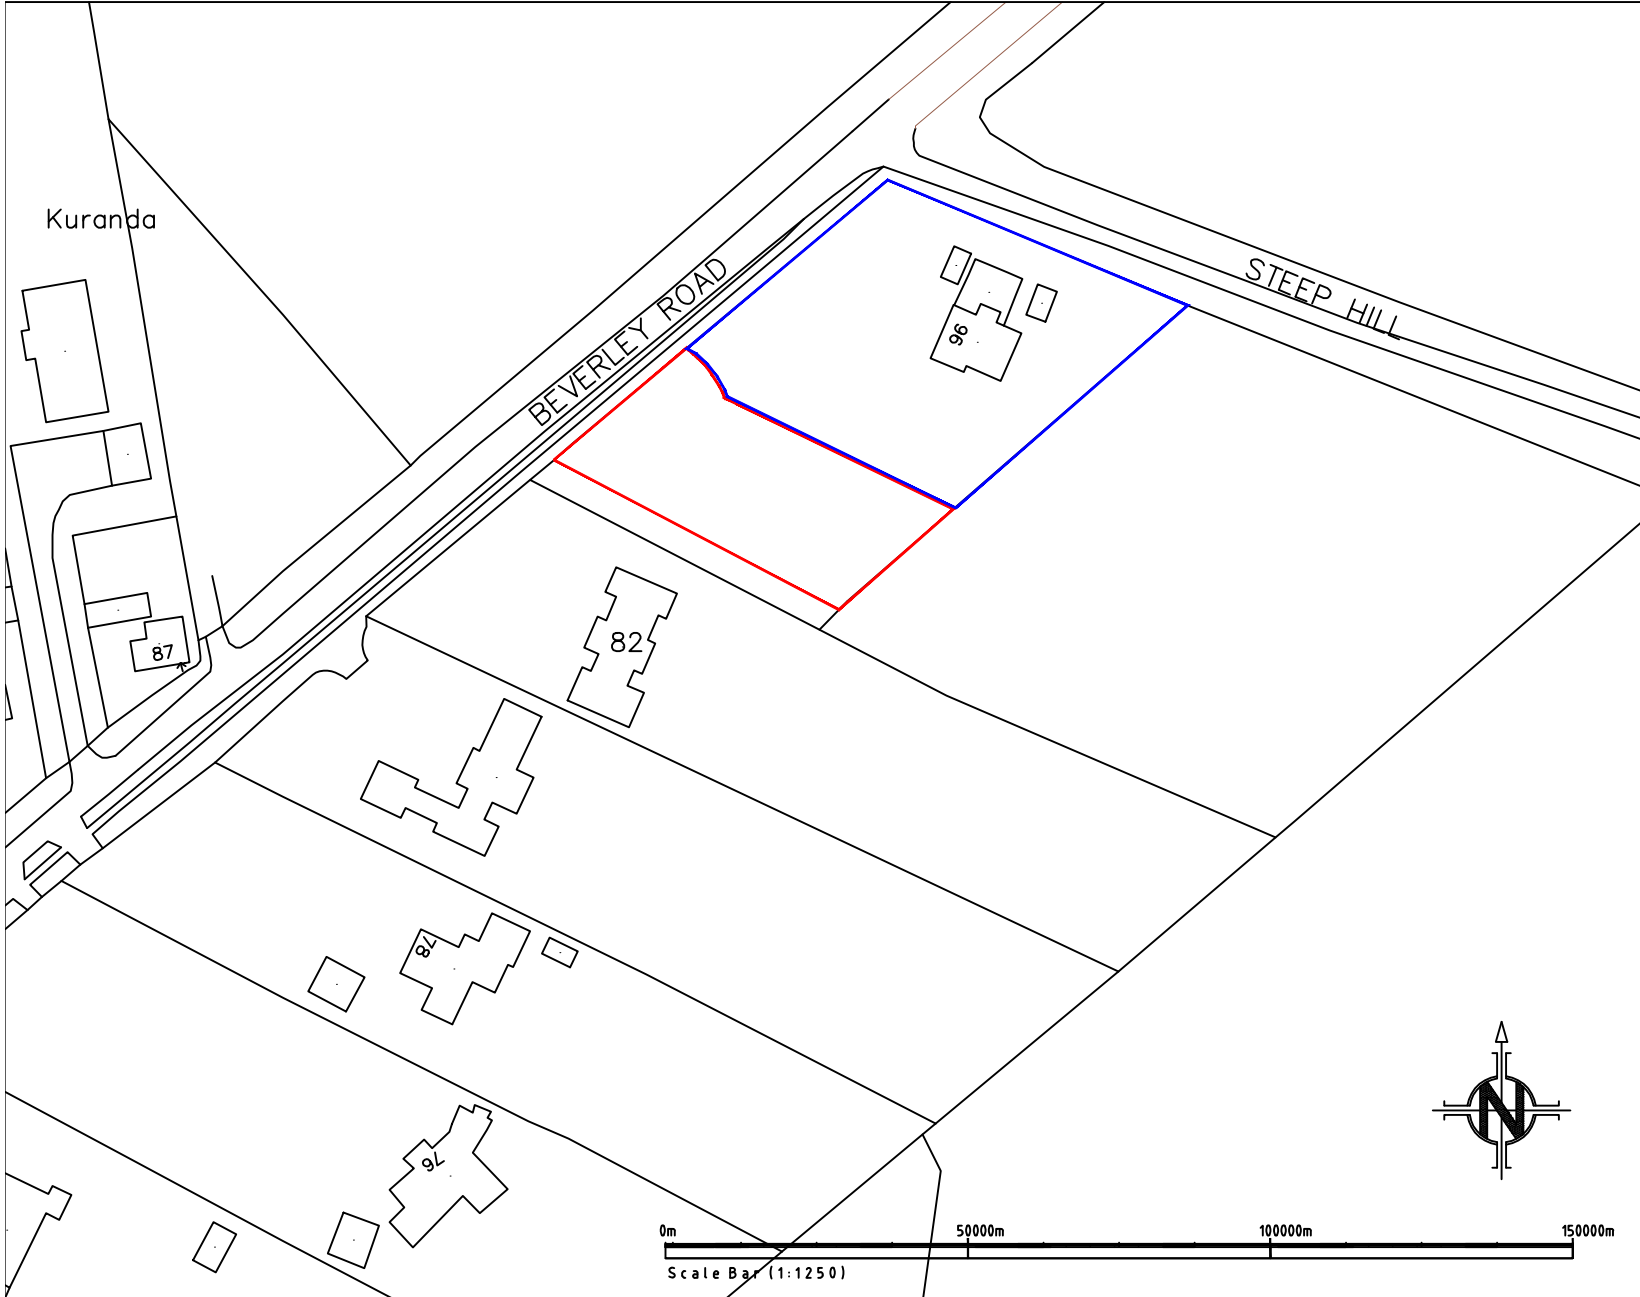 Kuranda
BEVERLEY ROAD
STEEP HILL
96
82
87
78
76
N
0m 50000m 100000m 150000m
Scale Bar (1:1250)